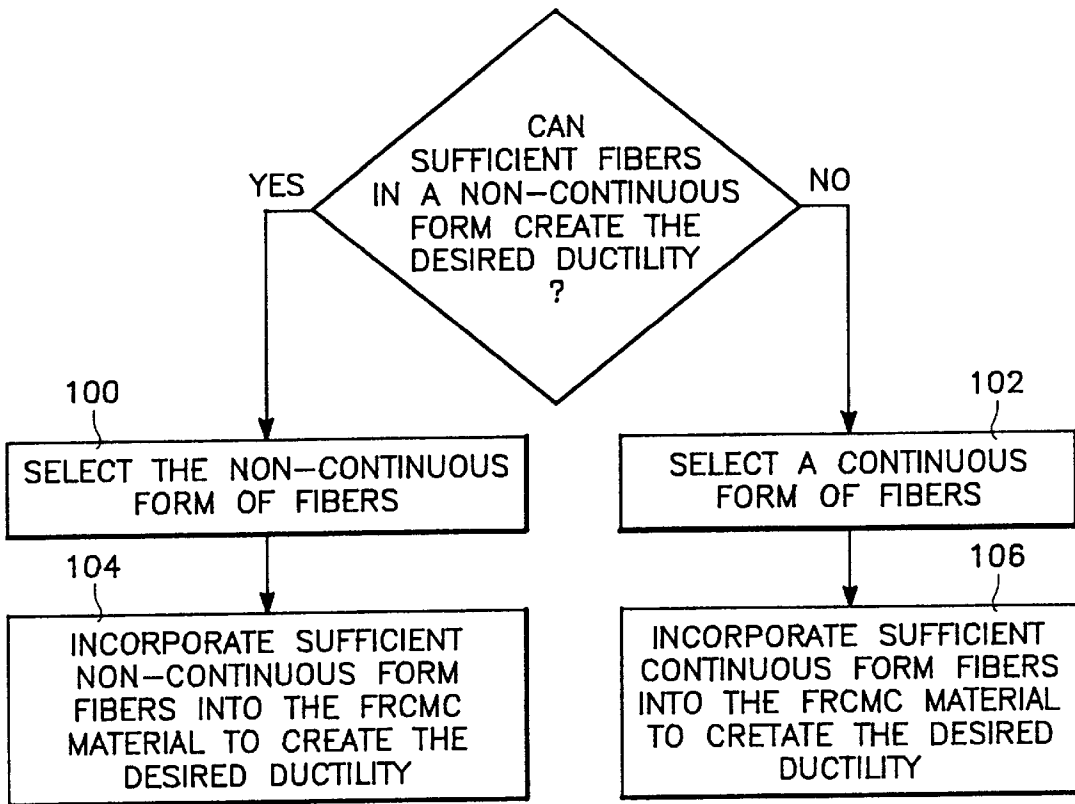 CAN
SUFFICIENT FIBERS
IN A NON-CONTINUOUS
FORM CREATE THE
DESIRED DUCTILITY
?
YES
NO
100
SELECT THE NON-CONTINUOUS
FORM OF FIBERS
102
SELECT A CONTINUOUS
FORM OF FIBERS
104
INCORPORATE SUFFICIENT
NON-CONTINUOUS FORM
FIBERS INTO THE FRCMC
MATERIAL TO CREATE THE
DESIRED DUCTILITY
106
INCORPORATE SUFFICIENT
CONTINUOUS FORM FIBERS
INTO THE FRCMC MATERIAL
TO CRETATE THE DESIRED
DUCTILITY